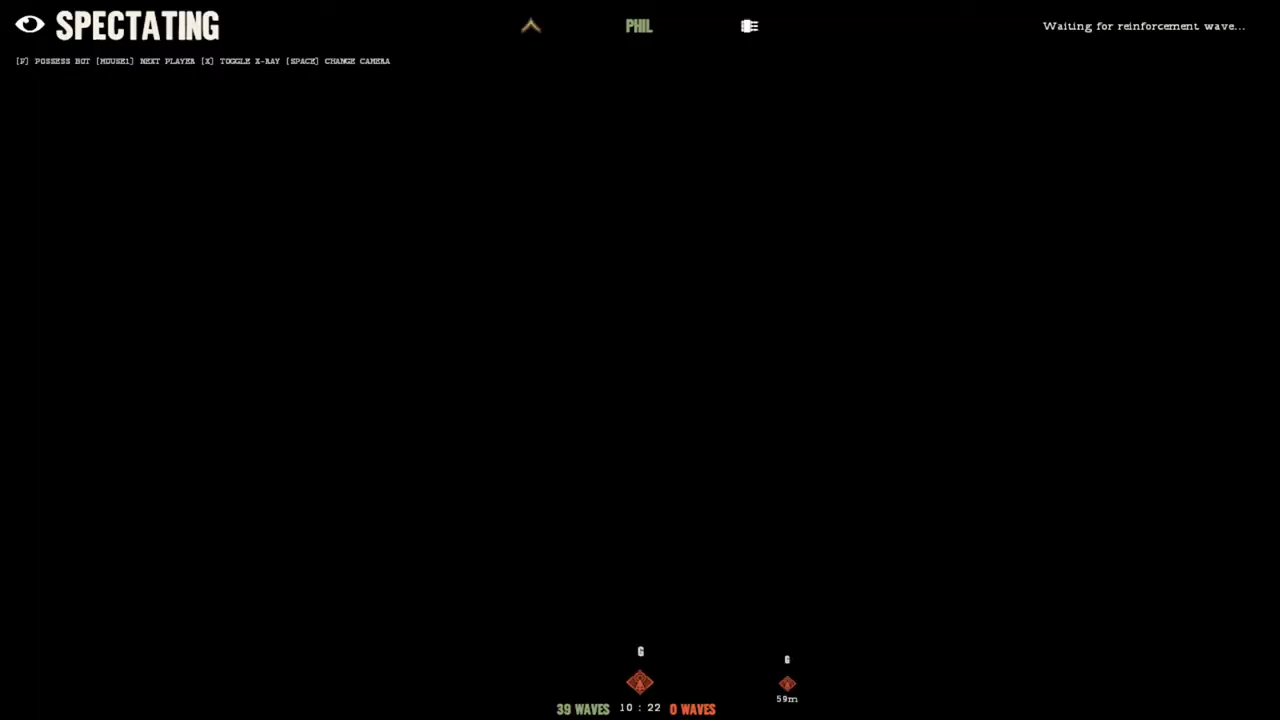 SPECTATING
PHIL
Waiting for reinforcement wave...
[F] POSSESS BOT [MOUSE1] NEXT PLAYER [X] TOGGLE X-RAY [SPACE] CHANGE CAMERA
G
G
59m
39 WAVES 10 : 22 0 WAVES